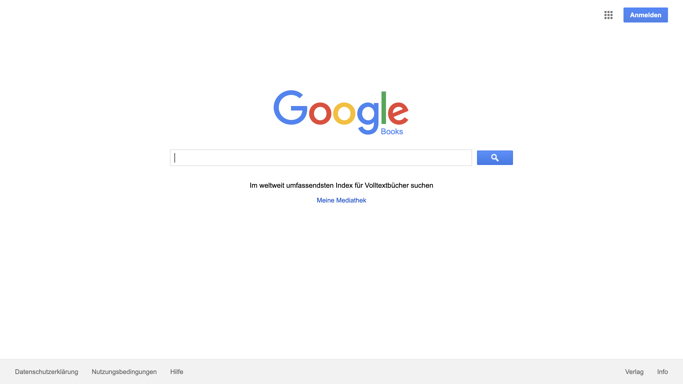 Anmelden
Google
Books
Im weltweit umfassendsten Index für Volltextbücher suchen
Meine Mediathek
Datenschutzerklärung Nutzungsbedingungen Hilfe Verlag Info